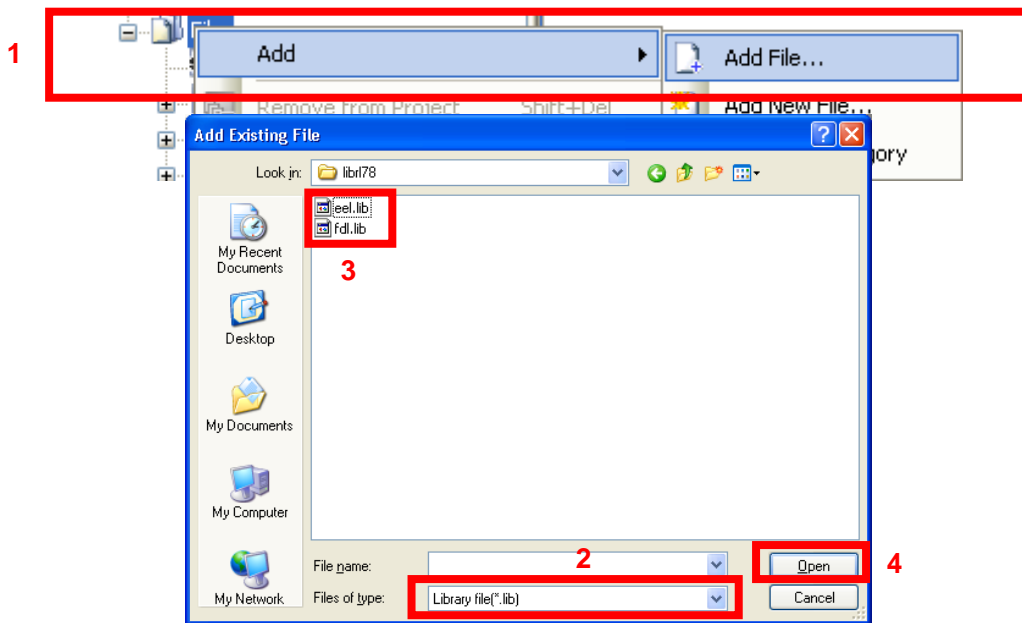 1
Add
Add File...
Remove from Project Shift+Del
Add New File...
Add Existing File
Look in: librl78
eel.lib
fdl.lib
3
My Recent
Documents
Desktop
My Documents
My Computer
My Network
File name:
2
Open
4
Files of type: Library file(*.lib)
Cancel